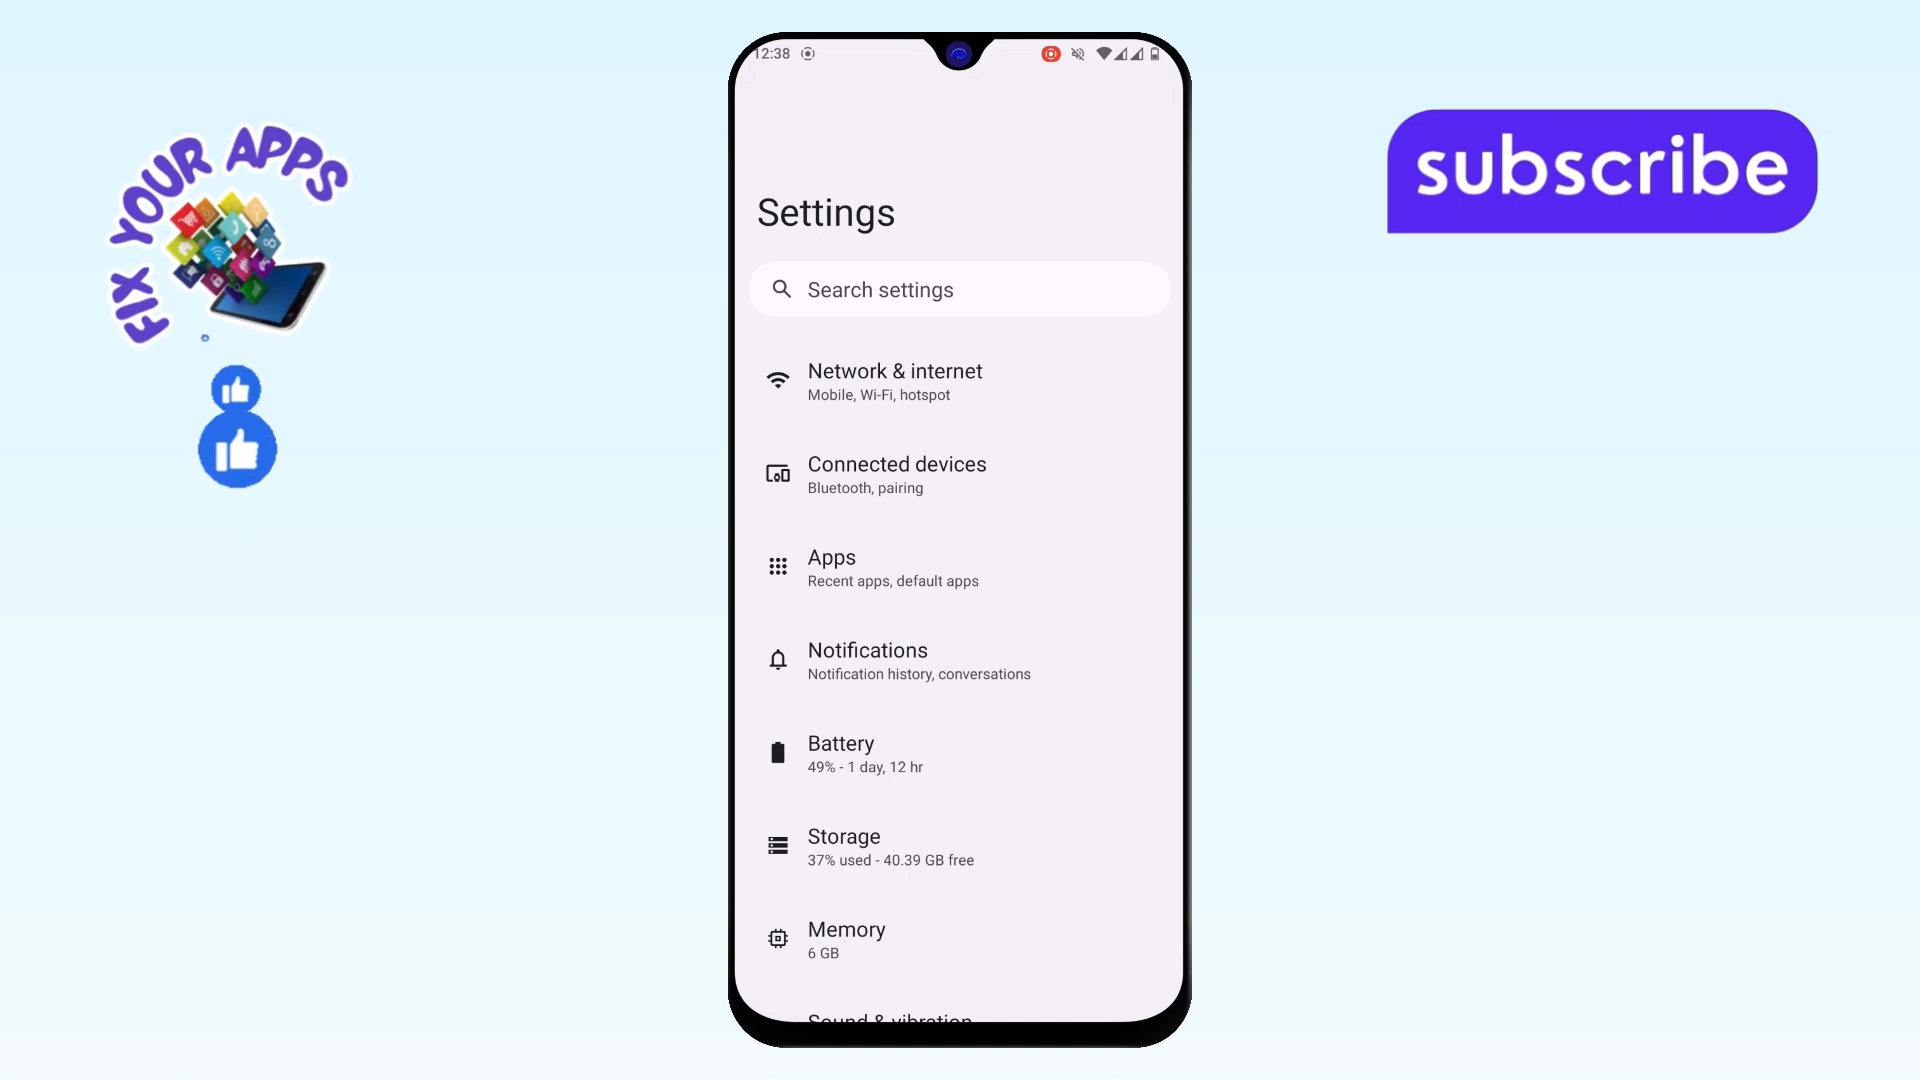 FIX YOUR APPS
subscribe
12:38
Settings
Search settings
Network & internet
Mobile, Wi-Fi, hotspot
Connected devices
Bluetooth, pairing
Apps
Recent apps, default apps
Notifications
Notification history, conversations
Battery
49% - 1 day, 12 hr
Storage
37% used - 40.39 GB free
Memory
6 GB
Sound & vibration